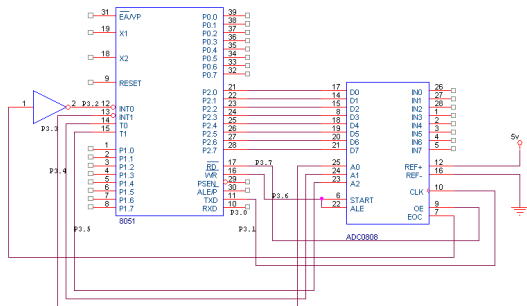 31 EA/VP P0.0 39
P0.1 38
19 X1 P0.2 37
P0.3 36
P0.4 35
18 X2 P0.5 34
P0.6 33
P0.7 32
9 RESET
P2.0 21 17 D0 IN0 26
1 2 P3.2 12 INT0 P2.1 22 14 D1 IN1 27
13 INT1 P2.2 23 15 D2 IN2 28
P3.3 14 T0 P2.3 24 8 D3 IN3 1
15 T1 P2.4 25 18 D4 IN4 2
P2.5 26 19 D5 IN5 3
1 P1.0 P2.6 27 20 D6 IN6 4
2 P1.1 P2.7 28 21 D7 IN7 5
5v
3 P1.2 RD 17 P3.7 25 A0 REF+ 12
P3.4 4 P1.3 WR 16 24 A1 REF- 16
5 P1.4 PSEN 29 23 A2
6 P1.5 ALE/P 30 CLK 10
7 P1.6 TXD 11 P3.6 6 START
8 P1.7 RXD 10 P3.0 22 ALE OE 9
EOC 7
P3.5 8051 P3.1
ADC0808